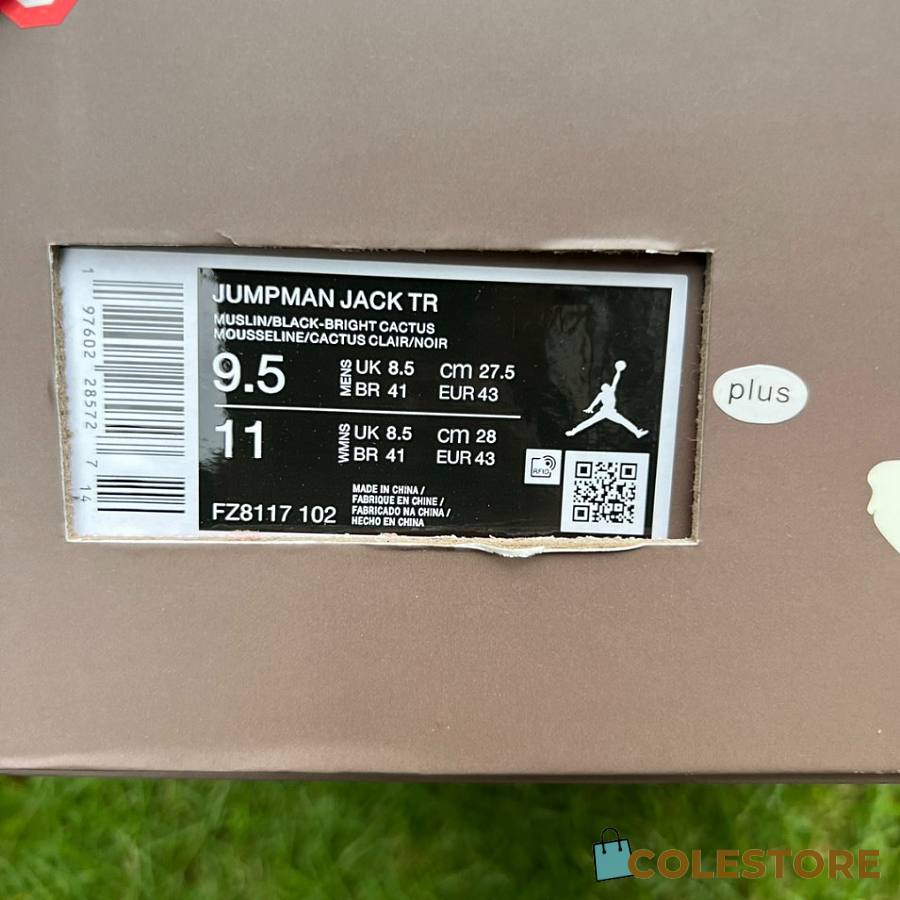 JUMPMAN JACK TR
MUSLIN/BLACK-BRIGHT CACTUS
MOUSSELINE/CACTUS CLAIR/NOIR
9.5 MENS UK 8.5 cm 27.5
BR 41 EUR 43
11 WMNS UK 8.5 cm 28
BR 41 EUR 43
FZ8117 102
MADE IN CHINA /
FABRIQUE EN CHINE /
FABRICADO NA CHINA /
HECHO EN CHINA
RFID
1 97602 28572 7 14
plus
COLESTORE